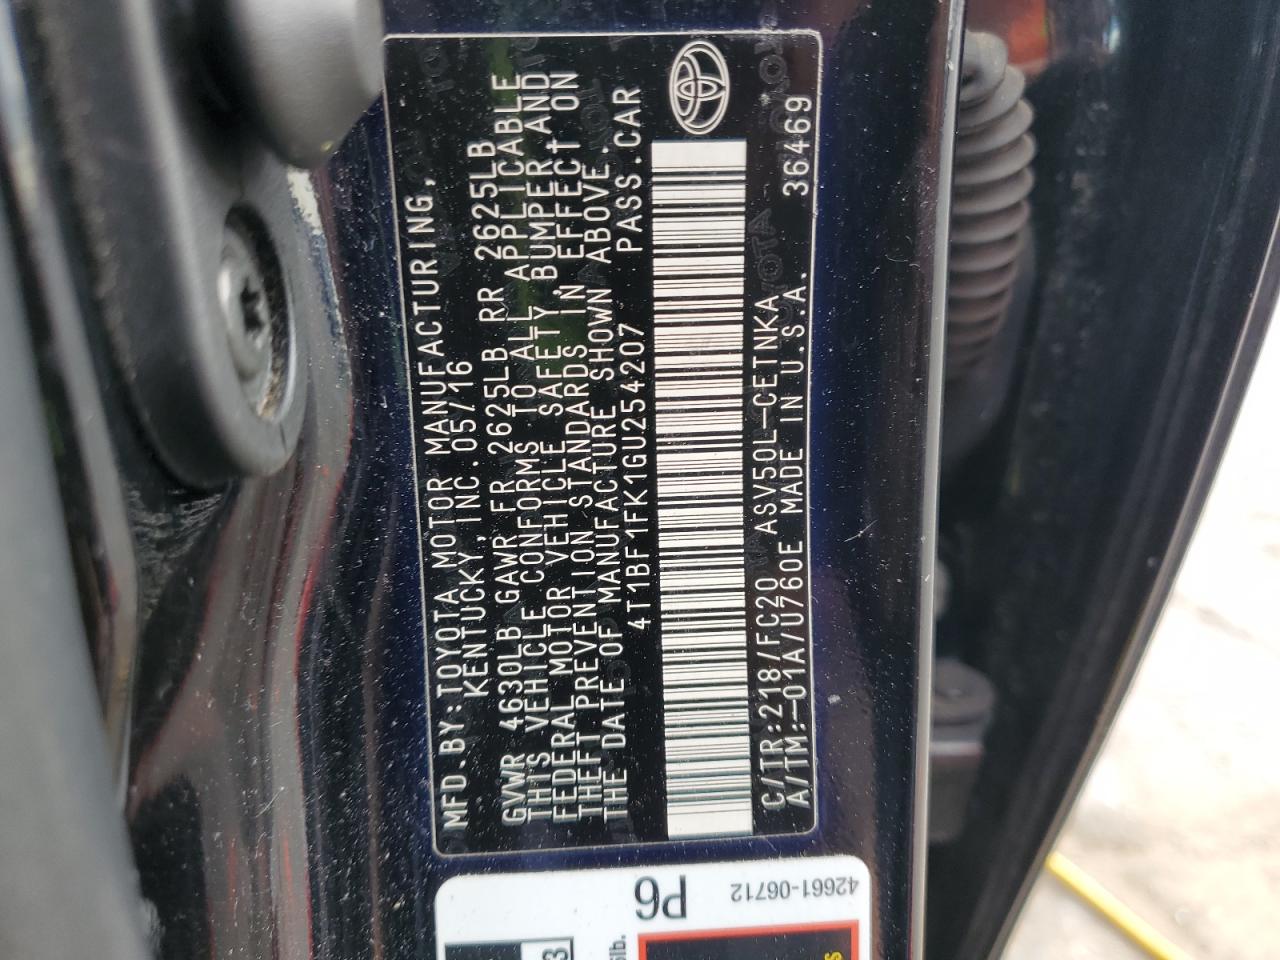 MFD.BY:TOYOTA MOTOR MANUFACTURING,
KENTUCKY,INC.05/16
GVWR 4630LB GAWR FR 2625LB RR 2625LB
THIS VEHICLE CONFORMS TO ALL APPLICABLE
FEDERAL MOTOR VEHICLE SAFETY,BUMPER,AND
THEFT PREVENTION STANDARDS IN EFFECT ON
THE DATE OF MANUFACTURE SHOWN ABOVE.
4T1BF1FK1GU254207 PASS.CAR
C/TR:218/FC20 ASV50L-CETNKA
A/TM:-01A/U760E MADE IN U.S.A. 36469
P6
42661-06712
3
lb.
s